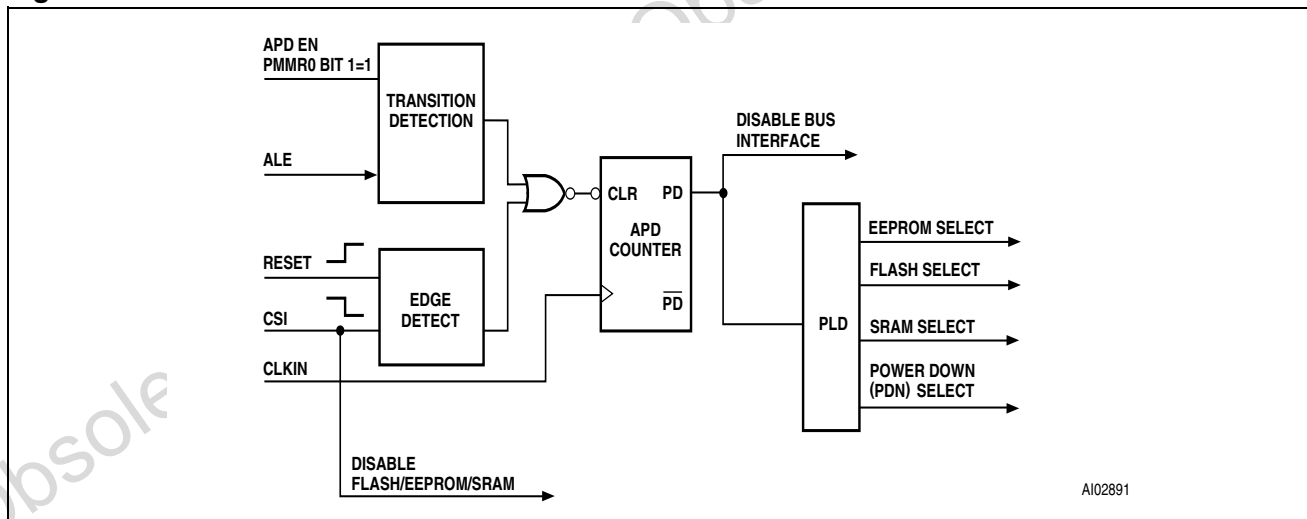 APD EN
PMMR0 BIT 1=1
TRANSITION
DETECTION
ALE
DISABLE BUS
INTERFACE
CLR PD
APD
COUNTER
PD
EEPROM SELECT
FLASH SELECT
RESET
EDGE
DETECT
CSI
PLD
SRAM SELECT
CLKIN
POWER DOWN
(PDN) SELECT
DISABLE
FLASH/EEPROM/SRAM
AI02891